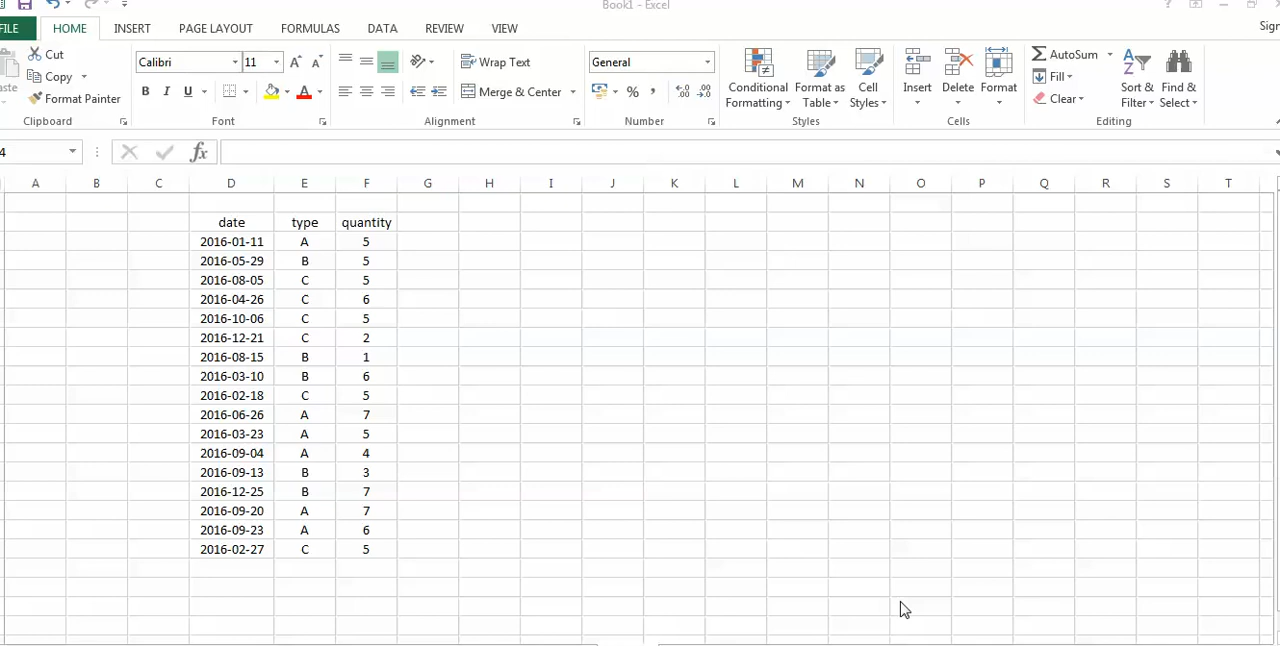 Book1 - Excel
?
FILE HOME INSERT PAGE LAYOUT FORMULAS DATA REVIEW VIEW
Cut
Copy
Format Painter
Clipboard
Calibri 11
B I U
Font
Wrap Text
Merge & Center
Alignment
General
%
Number
Conditional Formatting
Format as Table
Cell Styles
Styles
Insert Delete Format
Cells
AutoSum
Fill
Clear
Sort & Filter
Find & Select
Editing
4 fx
A B C D E F G H I J K L M N O P Q R S T
date type quantity
2016-01-11 A 5
2016-05-29 B 5
2016-08-05 C 5
2016-04-26 C 6
2016-10-06 C 5
2016-12-21 C 2
2016-08-15 B 1
2016-03-10 B 6
2016-02-18 C 5
2016-06-26 A 7
2016-03-23 A 5
2016-09-04 A 4
2016-09-13 B 3
2016-12-25 B 7
2016-09-20 A 7
2016-09-23 A 6
2016-02-27 C 5